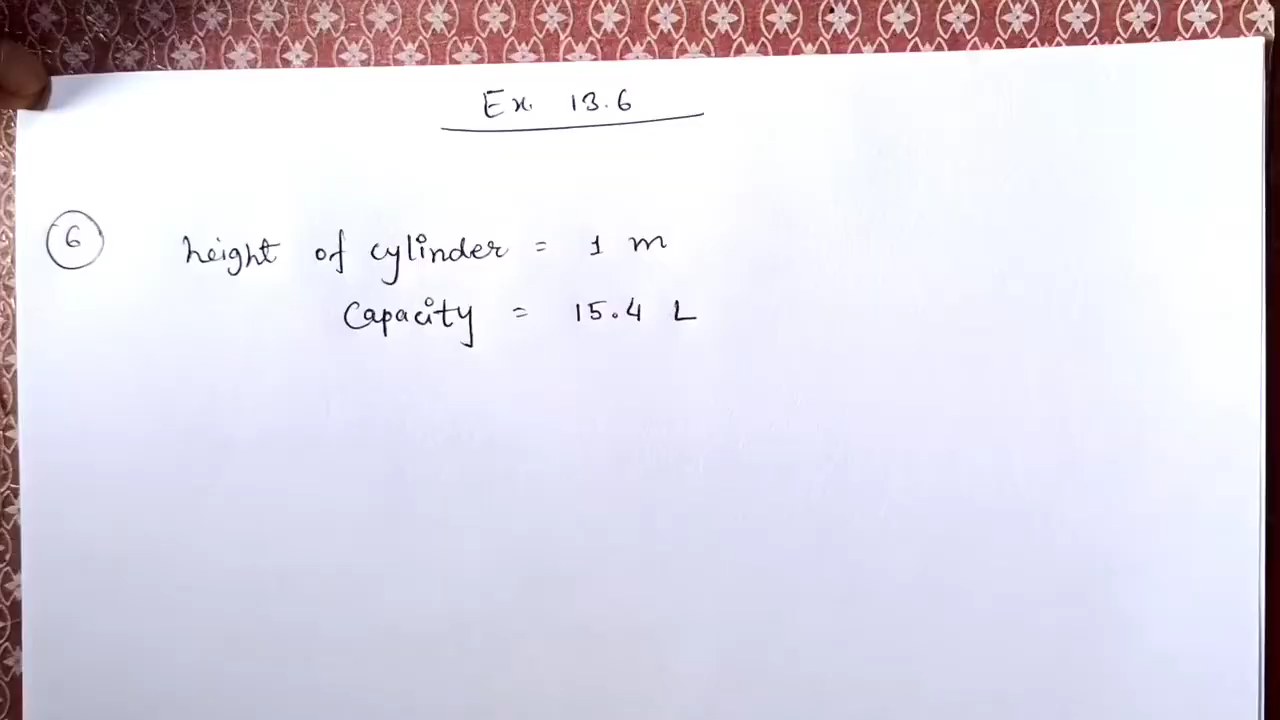 Ex. 13.6
6 height of cylinder = 1 m
Capacity = 15.4 L